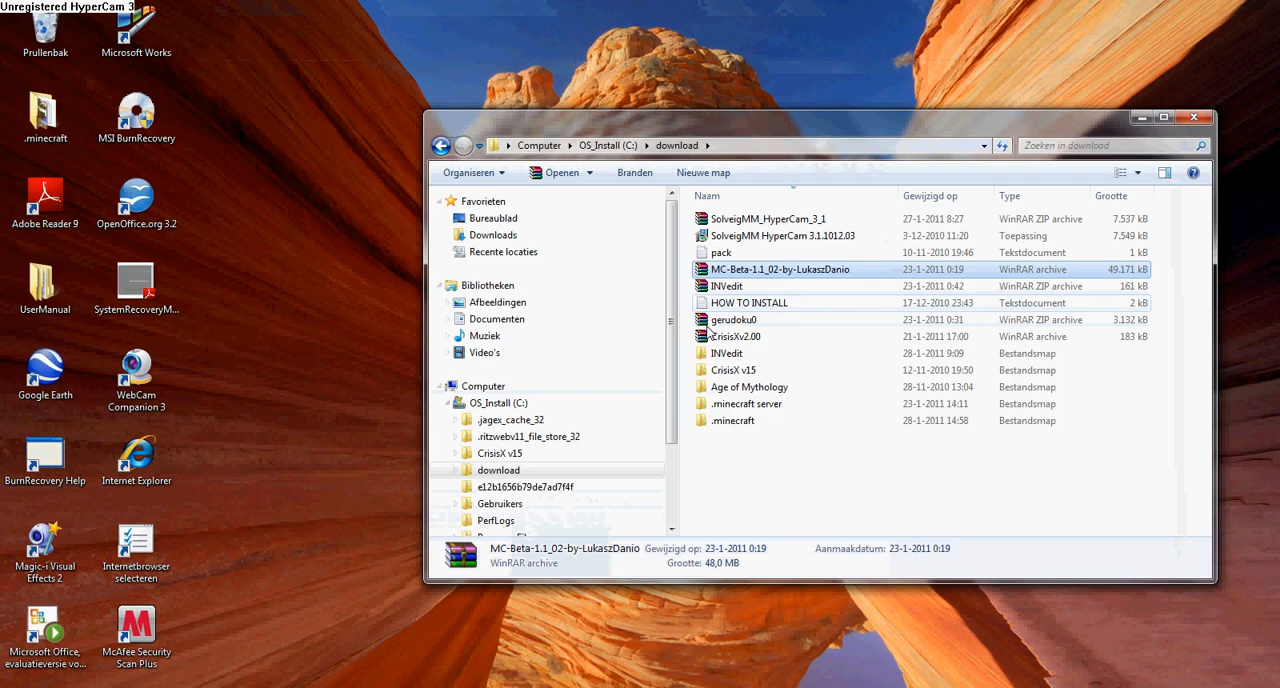 Unregistered HyperCam 3
Prullenbak
Microsoft Works
.minecraft
MSI BurnRecovery
Adobe Reader 9
OpenOffice.org 3.2
UserManual
SystemRecoveryM...
Google Earth
WebCam Companion 3
BurnRecovery Help
Internet Explorer
Magic-i Visual Effects 2
Internetbrowser selecteren
Microsoft Office, evaluatieversie vo...
McAfee Security Scan Plus
Computer
OS_Install (C:)
download
Zoeken in download
Organiseren
Openen
Branden
Nieuwe map
Favorieten
Bureaublad
Downloads
Recente locaties
Bibliotheken
Afbeeldingen
Documenten
Muziek
Video's
Computer
OS_Install (C:)
.jagex_cache_32
.ritzwebv11_file_store_32
CrisisX v15
download
e12b1656b79de7ad7f4f
Gebruikers
PerfLogs
Naam Gewijzigd op Type Grootte
SolveigMM_HyperCam_3_1 27-1-2011 8:27 WinRAR ZIP archive 7.537 kB
SolveigMM HyperCam 3.1.1012.03 3-12-2010 11:20 Toepassing 7.549 kB
pack 10-11-2010 19:46 Tekstdocument 1 kB
MC-Beta-1.1_02-by-LukaszDanio 23-1-2011 0:19 WinRAR archive 49.171 kB
INVedit 23-1-2011 0:42 WinRAR archive 161 kB
HOW TO INSTALL 17-12-2010 23:43 Tekstdocument 2 kB
gerudoku0 23-1-2011 0:31 WinRAR ZIP archive 3.132 kB
CrisisXv2.00 21-1-2011 17:00 WinRAR archive 183 kB
INVedit 28-1-2011 9:09 Bestandsmap
CrisisX v15 12-11-2010 19:50 Bestandsmap
Age of Mythology 28-11-2010 13:04 Bestandsmap
.minecraft server 23-1-2011 14:11 Bestandsmap
.minecraft 28-1-2011 14:58 Bestandsmap
MC-Beta-1.1_02-by-LukaszDanio Gewijzigd op: 23-1-2011 0:19 Aanmaakdatum: 23-1-2011 0:19
WinRAR archive Grootte: 48,0 MB